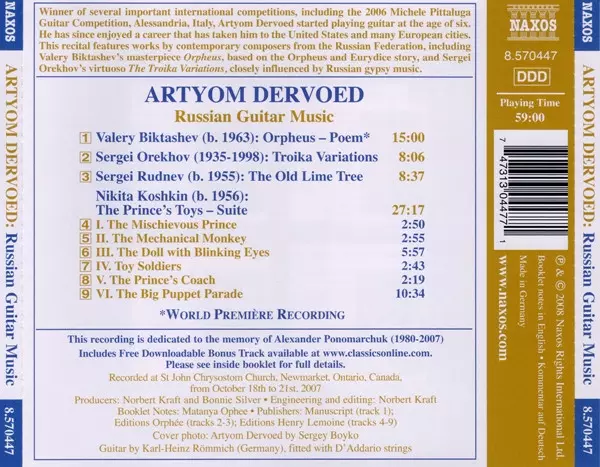 NAXOS
ARTYOM DERVOED: Russian Guitar Music
8.570447
Winner of several important international competitions, including the 2006 Michele Pittaluga
Guitar Competition, Alessandria, Italy, Artyom Dervoed started playing guitar at the age of six.
He has since enjoyed a career that has taken him to the United States and many European cities.
This recital features works by contemporary composers from the Russian Federation, including
Valery Biktashev's masterpiece Orpheus, based on the Orpheus and Eurydice story, and Sergei
Orekhov's virtuoso The Troika Variations, closely influenced by Russian gypsy music.
ARTYOM DERVOED
Russian Guitar Music
1 Valery Biktashev (b. 1963): Orpheus – Poem* 15:00
2 Sergei Orekhov (1935-1998): Troika Variations 8:06
3 Sergei Rudnev (b. 1955): The Old Lime Tree 8:37
Nikita Koshkin (b. 1956):
The Prince's Toys – Suite 27:17
4 I. The Mischievous Prince 2:50
5 II. The Mechanical Monkey 2:55
6 III. The Doll with Blinking Eyes 5:57
7 IV. Toy Soldiers 2:43
8 V. The Prince's Coach 2:19
9 VI. The Big Puppet Parade 10:34
*WORLD PREMIÈRE RECORDING
This recording is dedicated to the memory of Alexander Ponomarchuk (1980-2007)
Includes Free Downloadable Bonus Track available at www.classicsonline.com.
Please see inside booklet for full details.
Recorded at St John Chrysostom Church, Newmarket, Ontario, Canada,
from October 18th to 21st, 2007
Producers: Norbert Kraft and Bonnie Silver • Engineering and editing: Norbert Kraft
Booklet Notes: Matanya Ophee • Publishers: Manuscript (track 1);
Editions Orphée (tracks 2-3); Editions Henry Lemoine (tracks 4-9)
Cover photo: Artyom Dervoed by Sergey Boyko
Guitar by Karl-Heinz Römmich (Germany), fitted with D'Addario strings
NAXOS
8.570447
DDD
Playing Time
59:00
7 47313 04477 1
℗ & © 2008 Naxos Rights International Ltd.
Booklet notes in English • Kommentar auf Deutsch
Made in Germany
www.naxos.com
NAXOS
ARTYOM DERVOED: Russian Guitar Music
8.570447